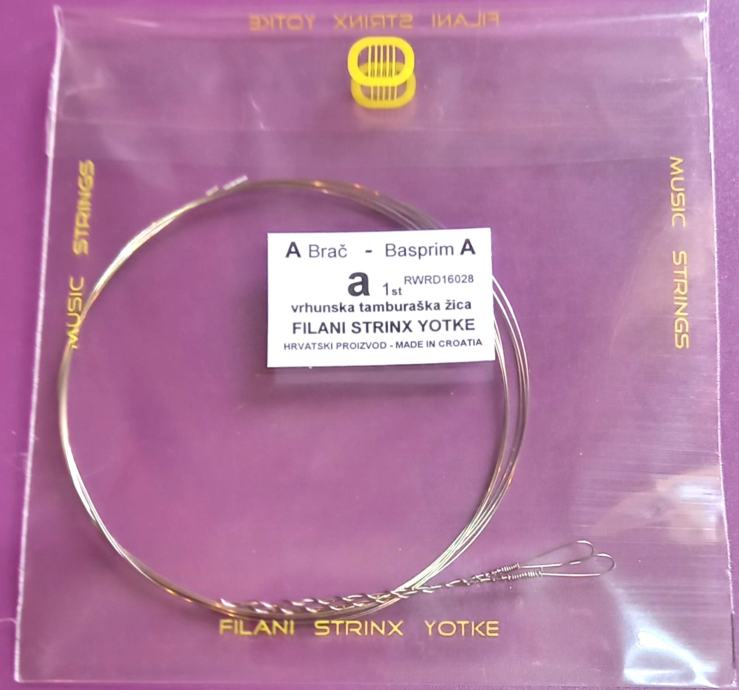 FILANI STRINX YOTKE
MUSIC STRINGS
MUSIC STRINGS
A Brač - Basprim A
a 1st RWRD16028
vrhunska tamburaška žica
FILANI STRINX YOTKE
HRVATSKI PROIZVOD - MADE IN CROATIA
FILANI STRINX YOTKE